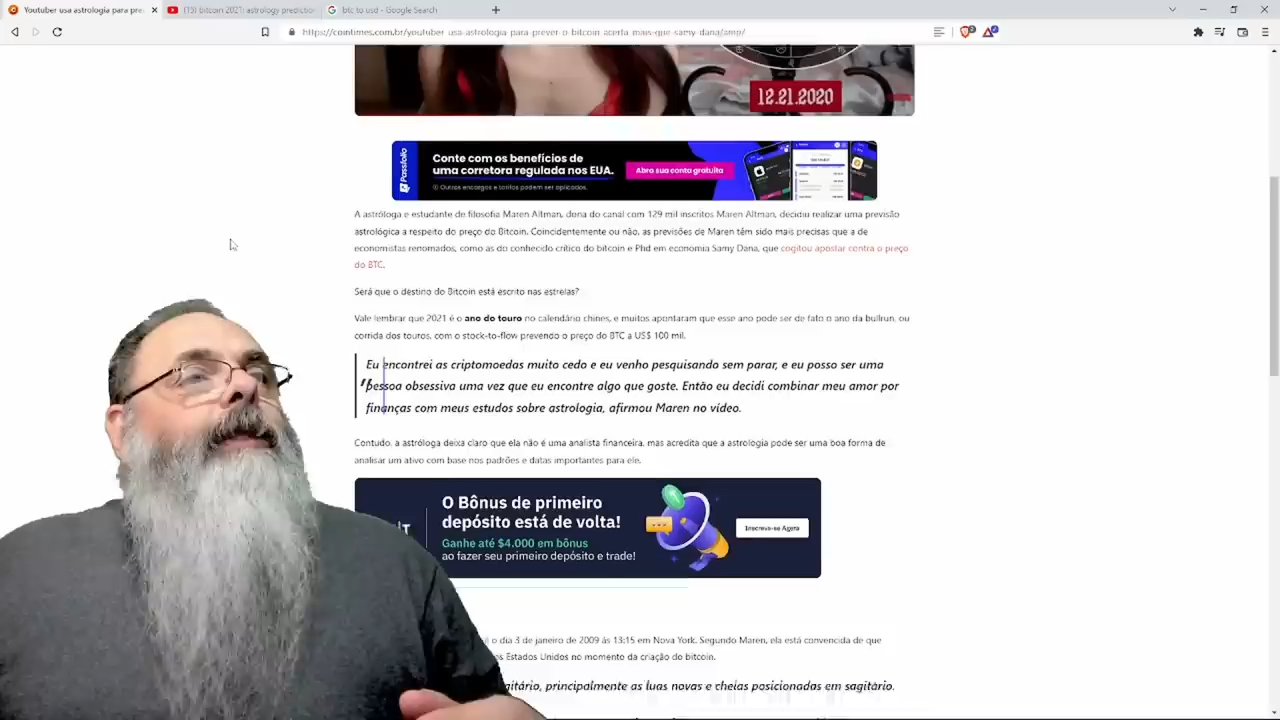 Youtuber usa astrologia para pre
(15) bitcoin 2021: astrology prediction
btc to usd - Google Search
https://cointimes.com.br/youtuber-usa-astrologia-para-prever-o-bitcoin-acerta-mais-que-samy-dana/amp/
12.21.2020
Passfolio
Conte com os benefícios de
uma corretora regulada nos EUA.
Abra sua conta gratuita
Outros encargos e tarifas podem ser aplicados.
A astróloga e estudante de filosofia Maren Altman, dona do canal com 129 mil inscritos Maren Altman, decidiu realizar uma previsão
astrológica a respeito do preço do Bitcoin. Coincidentemente ou não, as previsões de Maren têm sido mais precisas que a de
economistas renomados, como as do conhecido crítico do bitcoin e Phd em economia Samy Dana, que cogitou apostar contra o preço
do BTC.
Será que o destino do Bitcoin está escrito nas estrelas?
Vale lembrar que 2021 é o ano do touro no calendário chines, e muitos apontaram que esse ano pode ser de fato o ano da bullrun, ou
corrida dos touros, com o stock-to-flow prevendo o preço do BTC a US$ 100 mil.
Eu encontrei as criptomoedas muito cedo e eu venho pesquisando sem parar, e eu posso ser uma
pessoa obsessiva uma vez que eu encontre algo que goste. Então eu decidi combinar meu amor por
finanças com meus estudos sobre astrologia, afirmou Maren no vídeo.
Contudo, a astróloga deixa claro que ela não é uma analista financeira, mas acredita que a astrologia pode ser uma boa forma de
analisar um ativo com base nos padrões e datas importantes para ele.
O Bônus de primeiro
depósito está de volta!
Ganhe até $4.000 em bônus
ao fazer seu primeiro depósito e trade!
Inscreva-se Agora
o dia 3 de janeiro de 2009 às 13:15 em Nova York. Segundo Maren, ela está convencida de que
Estados Unidos no momento da criação do bitcoin.
principalmente as luas novas e cheias posicionadas em sagitário.